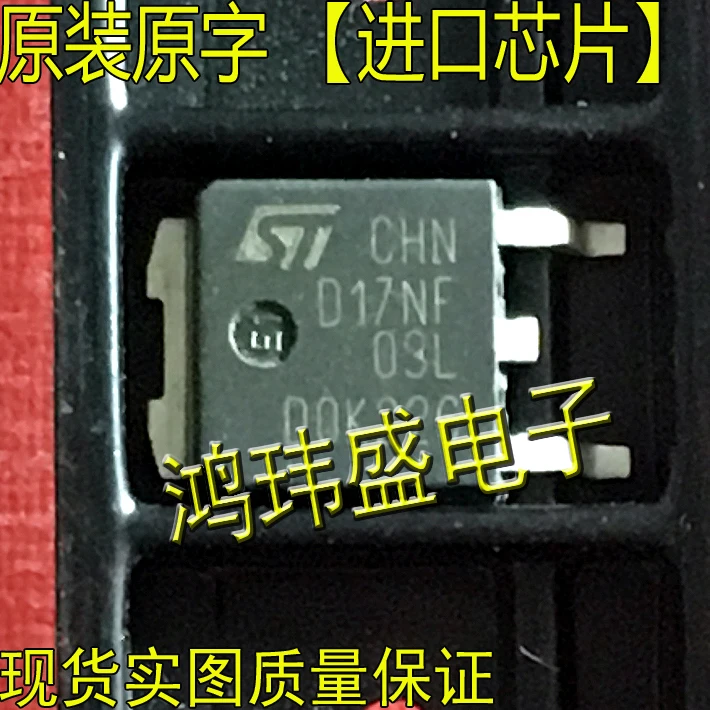 原装原字 【进口芯片】
ST CHN
D17NF
03L
鸿玮盛电子
现货实图质量保证